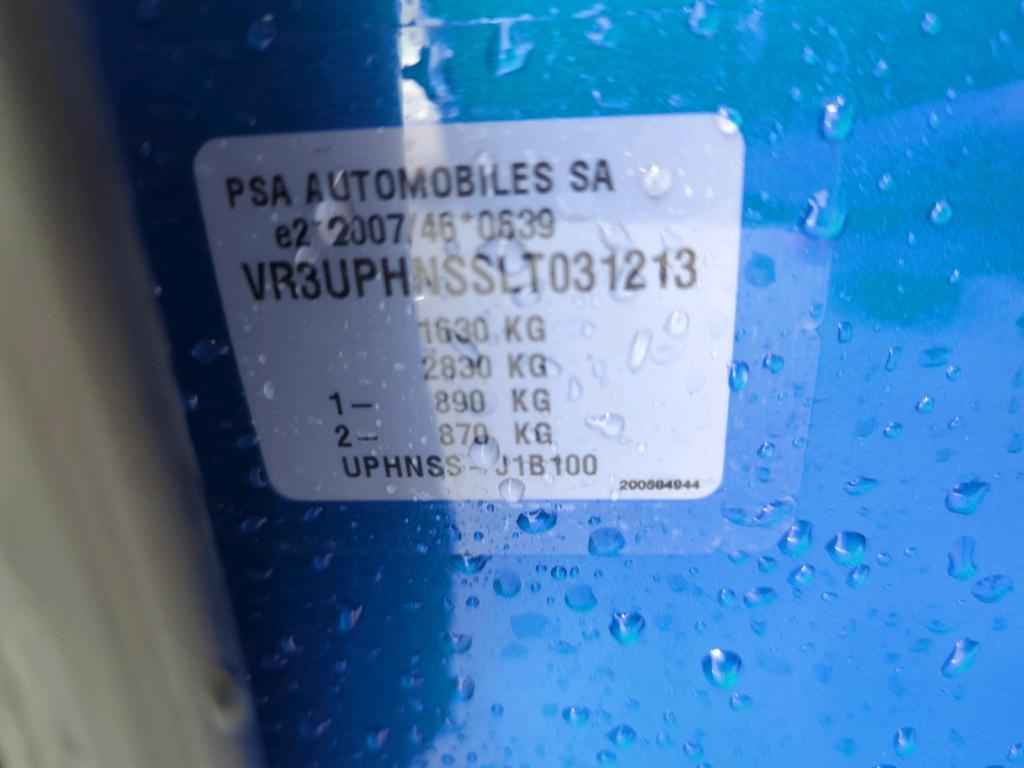 PSA AUTOMOBILES SA
e2*2007/46*0639
VR3UPHNSSLT031213
1630 KG
2830 KG
1- 890 KG
2- 870 KG
UPHNSS - J1B100
200684944